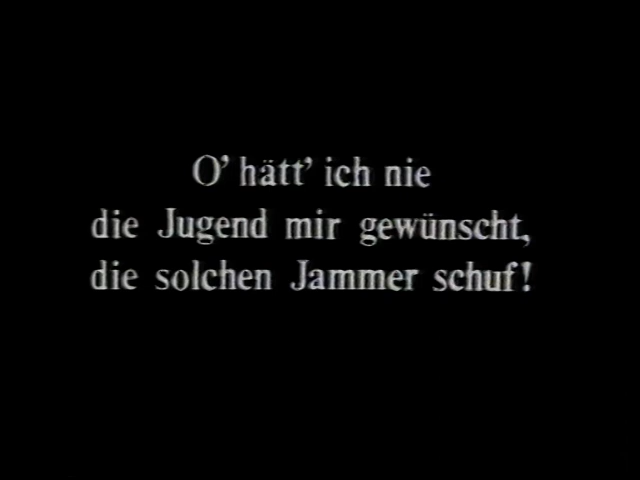 O' hätt' ich nie
die Jugend mir gewünscht,
die solchen Jammer schuf!